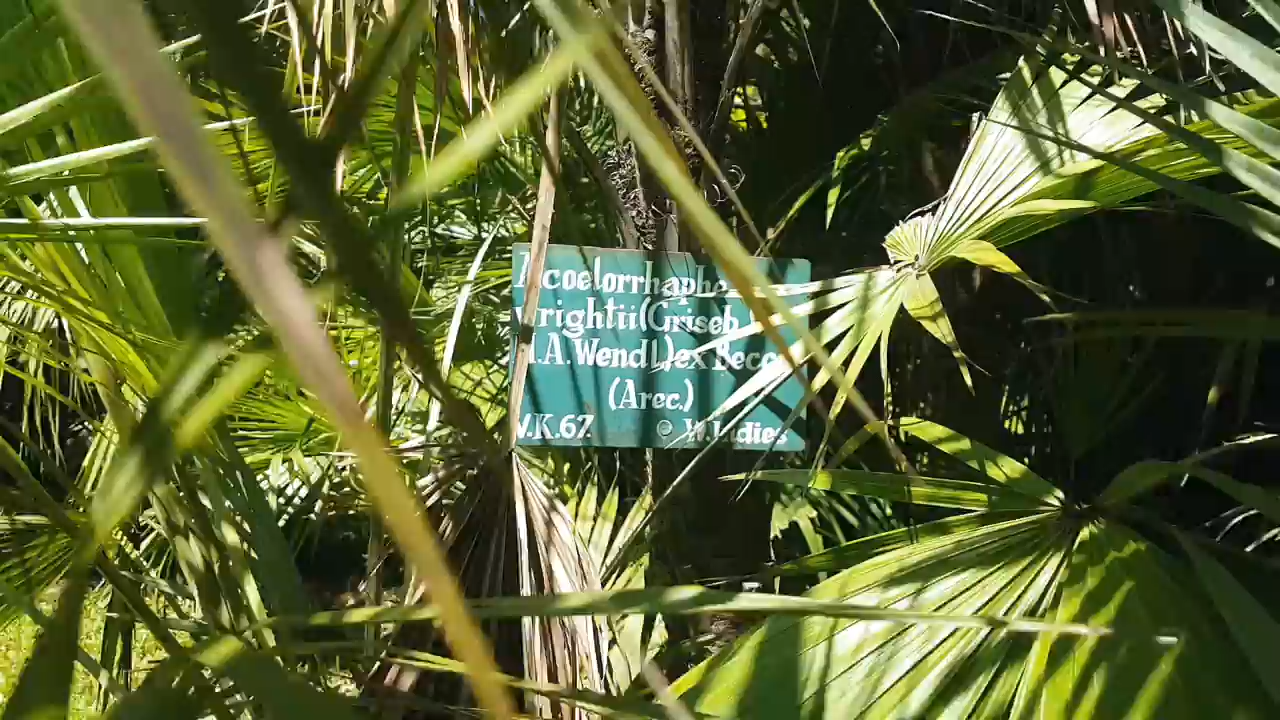 Acoelorrhaphe
wrightii (Griseb.)
H.A. Wendl.) ex Becc.
(Arec.)
V.K.67. W. Indies